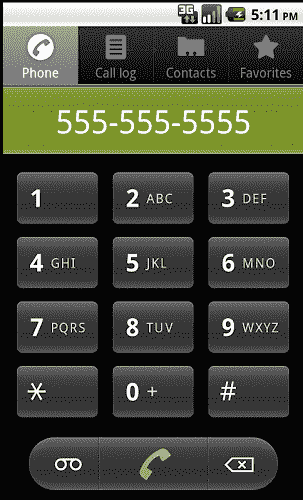 3G 5:11 PM
Phone Call log Contacts Favorites
555-555-5555
1 2 ABC 3 DEF
4 GHI 5 JKL 6 MNO
7 PQRS 8 TUV 9 WXYZ
* 0 + #